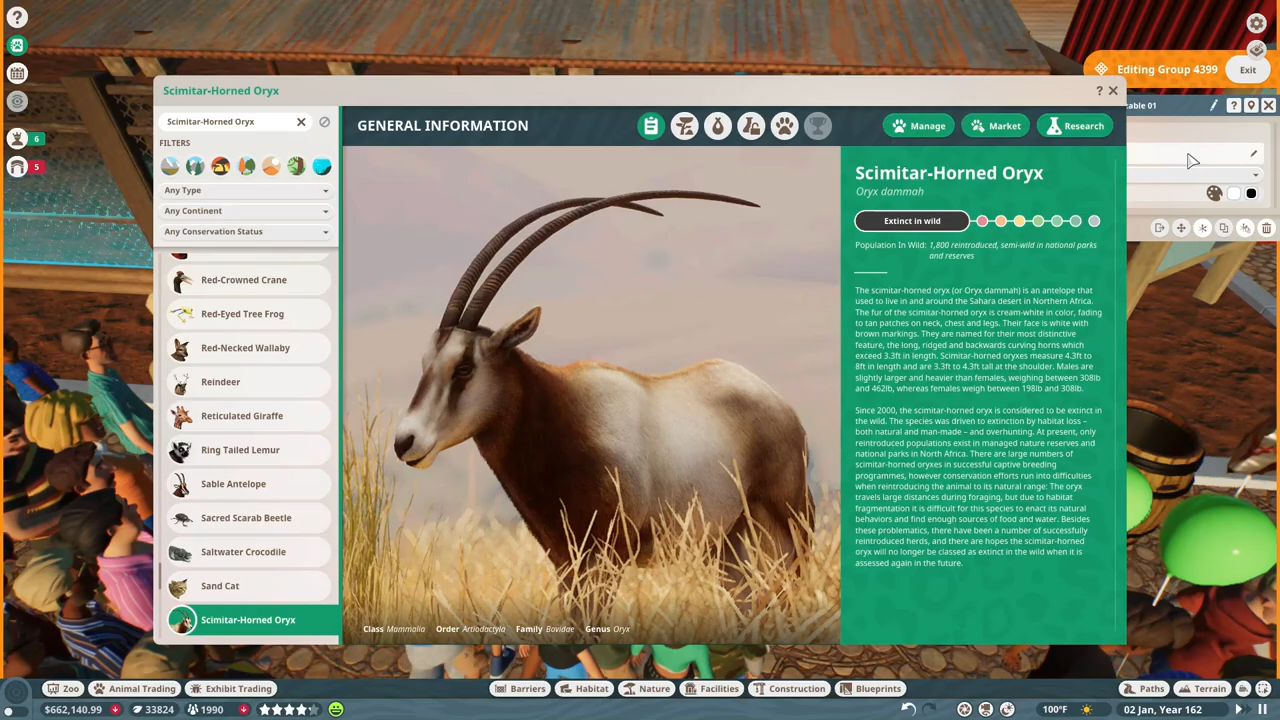 Editing Group 4399
Exit
Scimitar-Horned Oryx
?
table 01
?
Scimitar-Horned Oryx
FILTERS
Any Type
Any Continent
Any Conservation Status
6
5
Red-Crowned Crane
Red-Eyed Tree Frog
Red-Necked Wallaby
Reindeer
Reticulated Giraffe
Ring Tailed Lemur
Sable Antelope
Sacred Scarab Beetle
Saltwater Crocodile
Sand Cat
Scimitar-Horned Oryx
GENERAL INFORMATION
Manage
Market
Research
Scimitar-Horned Oryx
Oryx dammah
Extinct in wild
Population In Wild: 1,800 reintroduced, semi-wild in national parks
and reserves
The scimitar-horned oryx (or Oryx dammah) is an antelope that
used to live in and around the Sahara desert in Northern Africa.
The fur of the scimitar-horned oryx is cream-white in color, fading
to tan patches on neck, chest and legs. Their face is white with
brown markings. They are named for their most distinctive
feature, the long, ridged and backwards curving horns which
exceed 3.3ft in length. Scimitar-horned oryxes measure 4.3ft to
8ft in length and are 3.3ft to 4.3ft tall at the shoulder. Males are
slightly larger and heavier than females, weighing between 308lb
and 462lb, whereas females weigh between 198lb and 308lb.
Since 2000, the scimitar-horned oryx is considered to be extinct in
the wild. The species was driven to extinction by habitat loss –
both natural and man-made – and overhunting. At present, only
reintroduced populations exist in managed nature reserves and
national parks in North Africa. There are large numbers of
scimitar-horned oryxes in successful captive breeding
programmes, however conservation efforts run into difficulties
when reintroducing the animal to its natural range: The oryx
travels large distances during foraging, but due to habitat
fragmentation it is difficult for this species to enact its natural
behaviors and find enough sources of food and water. Besides
these problematics, there have been a number of successfully
reintroduced herds, and there are hopes the scimitar-horned
oryx will no longer be classed as extinct in the wild when it is
assessed again in the future.
Class Mammalia Order Artiodactyla Family Bovidae Genus Oryx
Zoo
Animal Trading
Exhibit Trading
Barriers
Habitat
Nature
Facilities
Construction
Blueprints
Paths
Terrain
$662,140.99
33824
1990
100°F
02 Jan, Year 162